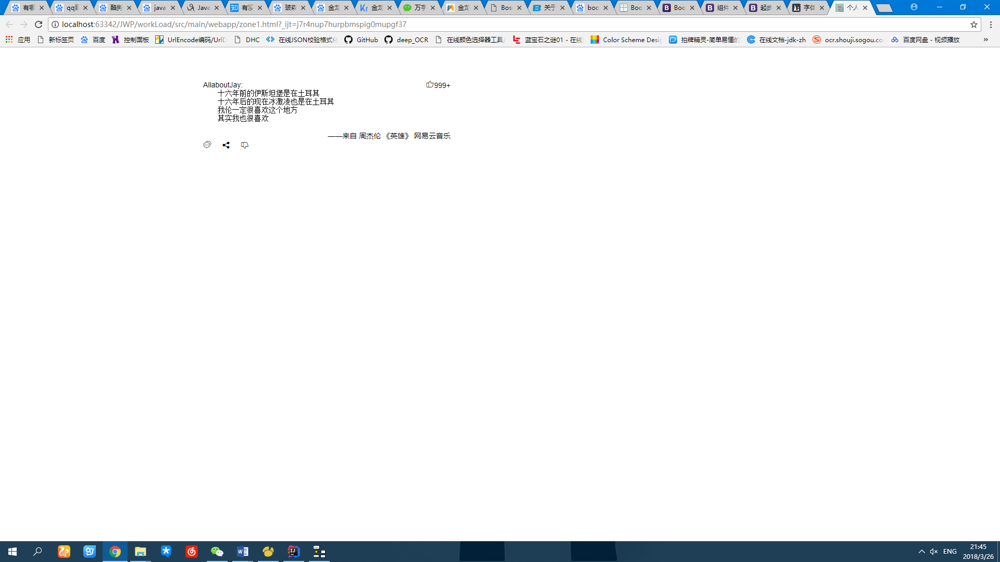 有哪
qq音
酷狗
java
Java
有没
玻森
金龙
金龙
万字
金龙
Bos
关于
boo
Boo
Boo
组件
起步
字体
个人
localhost:63342/JWP/workLoad/src/main/webapp/zone1.html?_ijt=j7r4nup7hurpbmspig0mupgf37
应用
新标签页
百度
控制面板
UrlEncode编码/UrlD
DHC
在线JSON校验格式化
GitHub
deep_OCR
在线颜色选择器工具/
蓝宝石之谜01 - 在线
Color Scheme Desig
拍牌精灵-简单易懂的
在线文档-jdk-zh
ocr.shouji.sogou.co
百度网盘 - 视频播放
»
AllaboutJay:
999+
十六年前的伊斯坦堡是在土耳其
十六年后的现在冰激凌也是在土耳其
我伦一定很喜欢这个地方
其实我也很喜欢
——来自 周杰伦 《英雄》 网易云音乐
ENG
21:45
2018/3/26